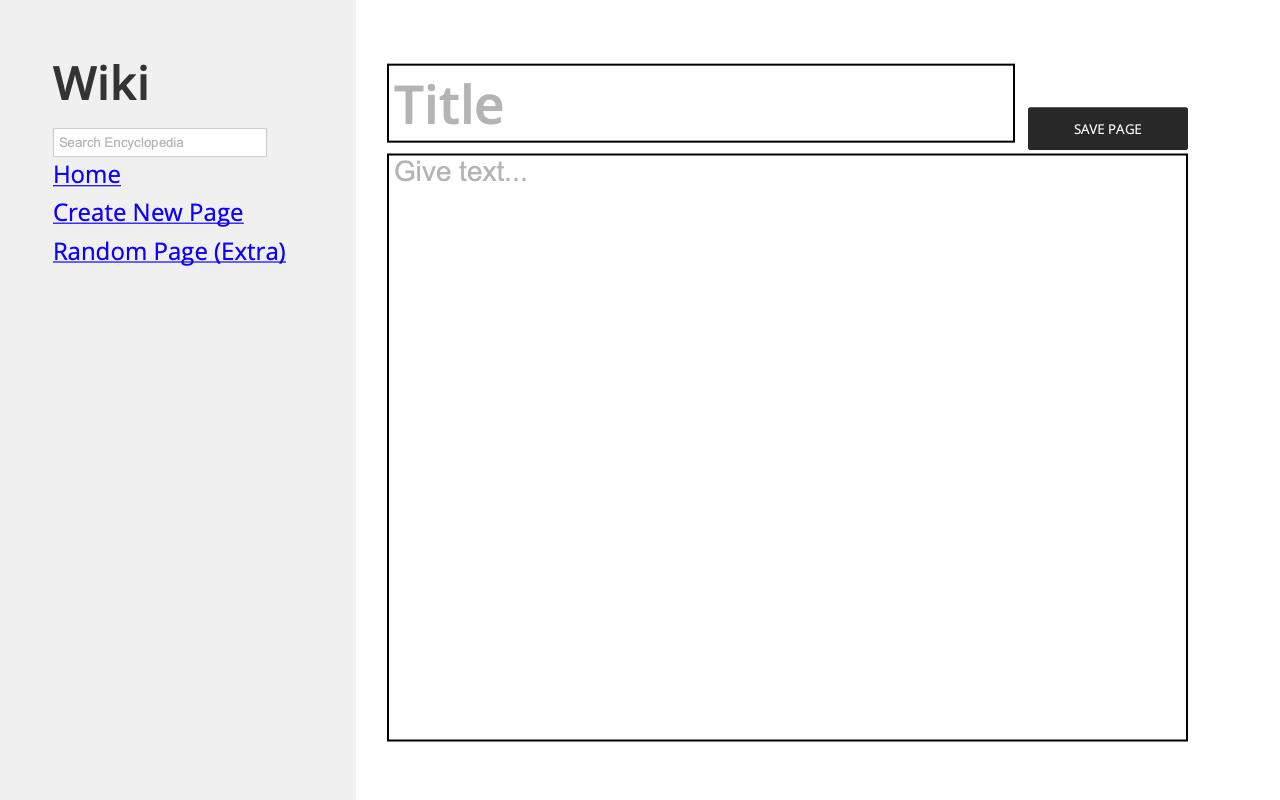 Wiki
Search Encyclopedia
Home
Create New Page
Random Page (Extra)
Title
SAVE PAGE
Give text...